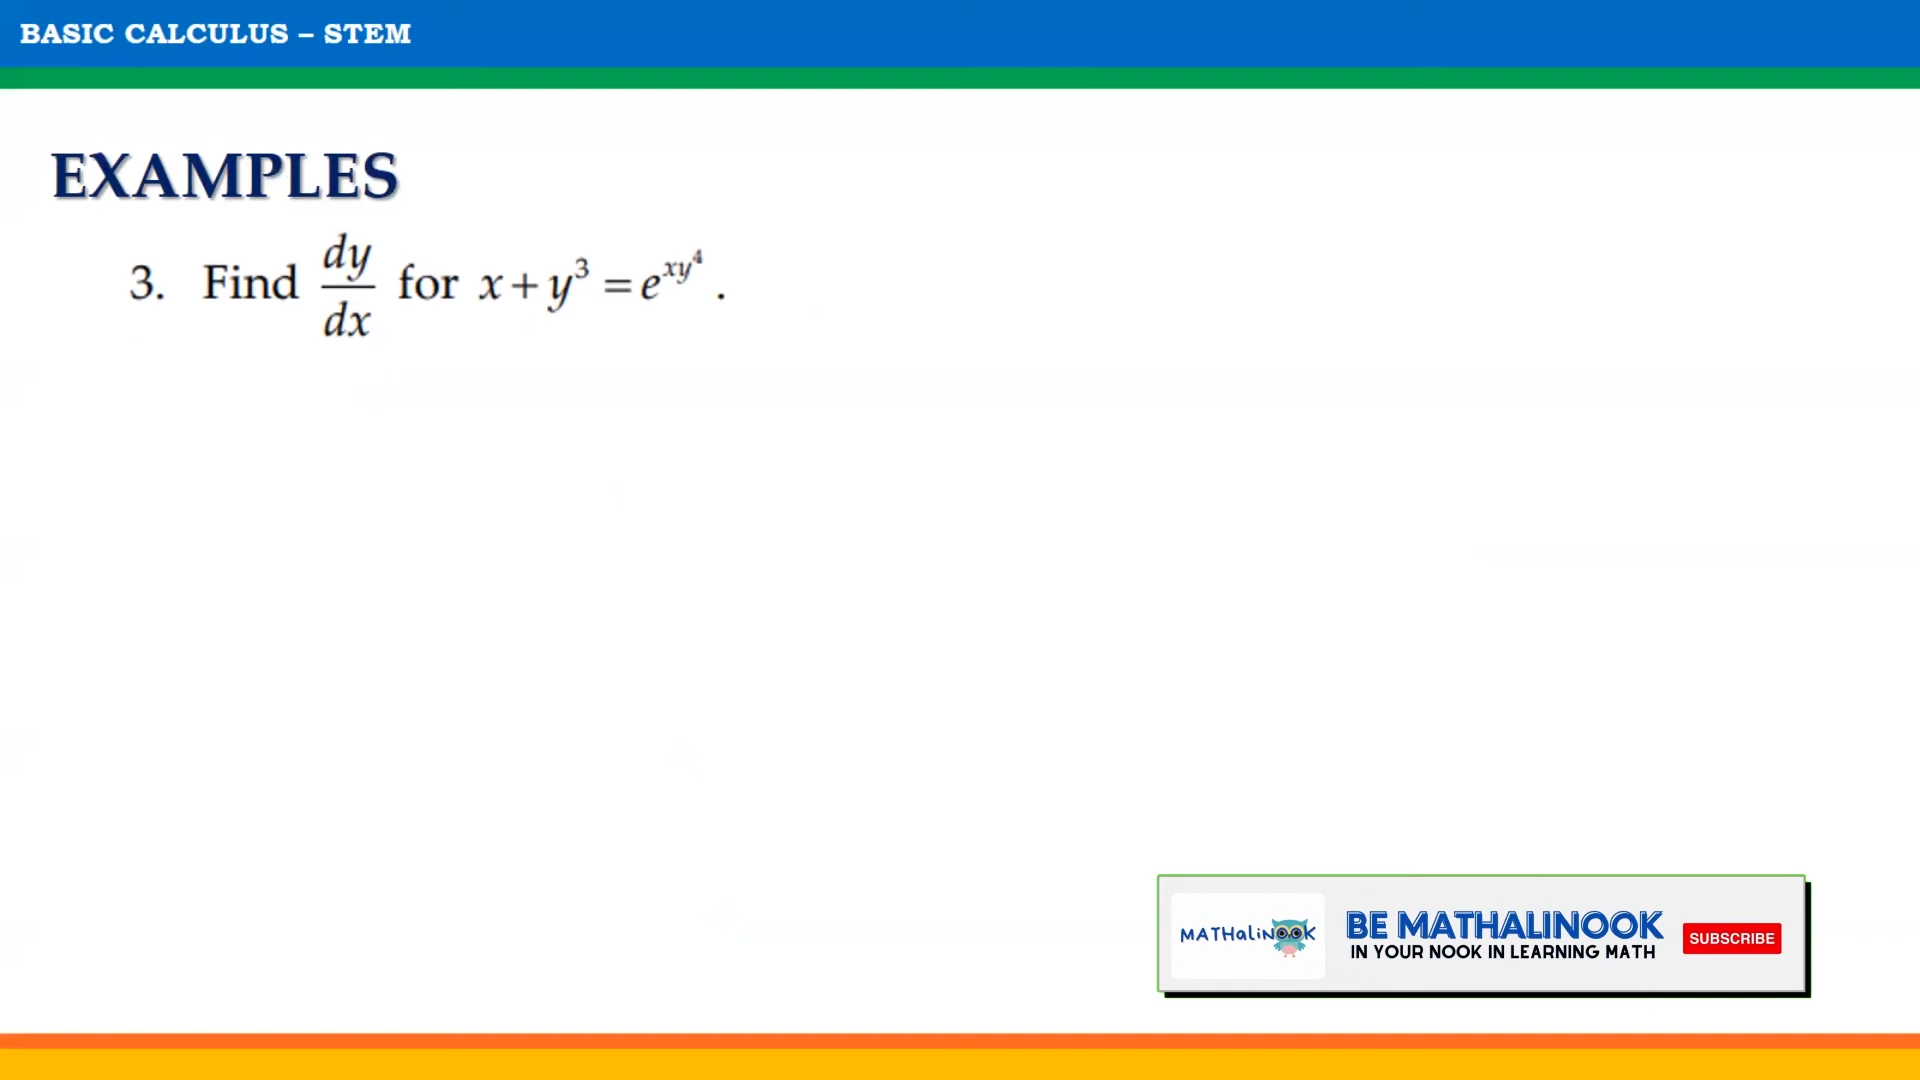 BASIC CALCULUS – STEM
EXAMPLES
3. Find dy/dx for x + y³ = e^{xy⁴}.
MATHaliNOOK
BE MATHALINOOK
IN YOUR NOOK IN LEARNING MATH
SUBSCRIBE